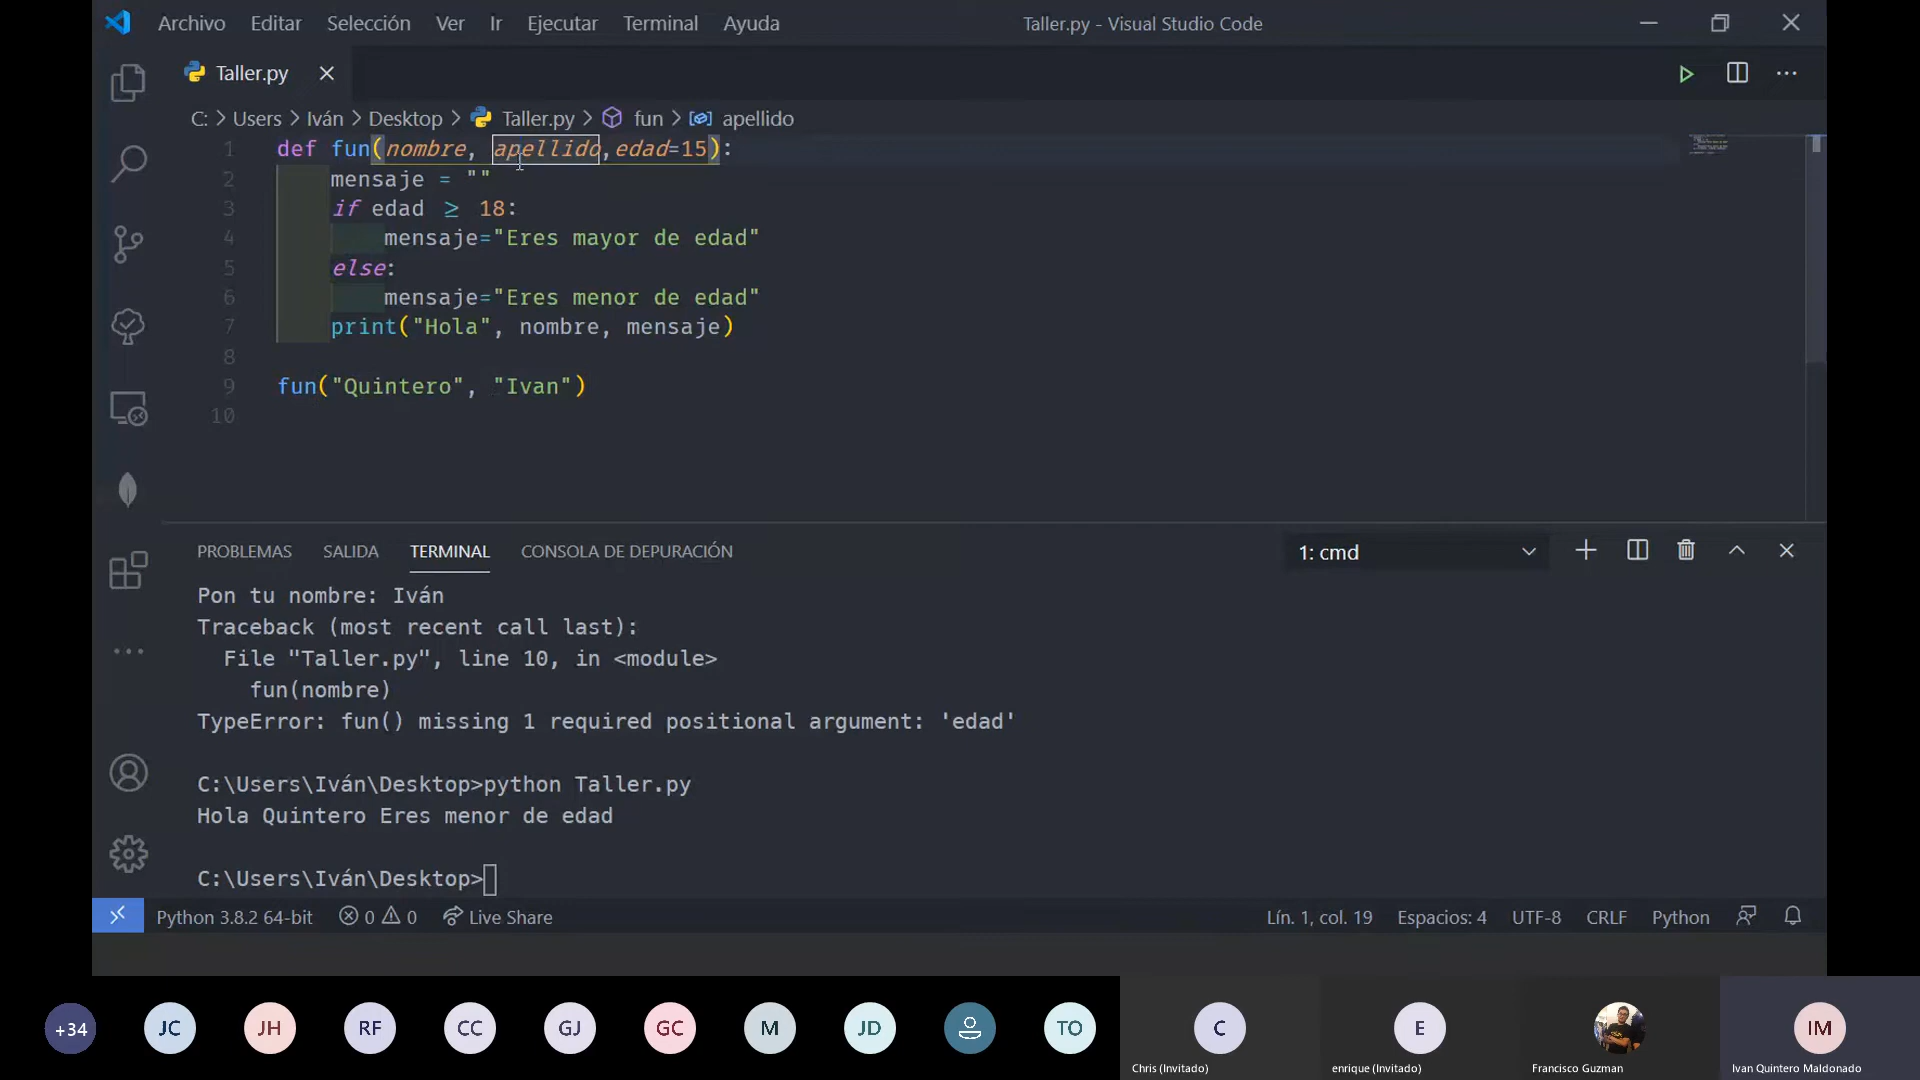 Archivo Editar Selección Ver Ir Ejecutar Terminal Ayuda Taller.py - Visual Studio Code
Taller.py
C: > Users > Iván > Desktop > Taller.py > fun > apellido
1 def fun(nombre, apellido,edad=15):
2 mensaje = ""
3 if edad ≥ 18:
4 mensaje="Eres mayor de edad"
5 else:
6 mensaje="Eres menor de edad"
7 print("Hola", nombre, mensaje)
8
9 fun("Quintero", "Ivan")
10
PROBLEMAS SALIDA TERMINAL CONSOLA DE DEPURACIÓN 1: cmd
Pon tu nombre: Iván
Traceback (most recent call last):
File "Taller.py", line 10, in <module>
fun(nombre)
TypeError: fun() missing 1 required positional argument: 'edad'
C:\Users\Iván\Desktop>python Taller.py
Hola Quintero Eres menor de edad
C:\Users\Iván\Desktop>
Python 3.8.2 64-bit 0 0 Live Share Lín. 1, col. 19 Espacios: 4 UTF-8 CRLF Python
+34 JC JH RF CC GJ GC M JD TO C E IM
Chris (Invitado) enrique (Invitado) Francisco Guzman Ivan Quintero Maldonado